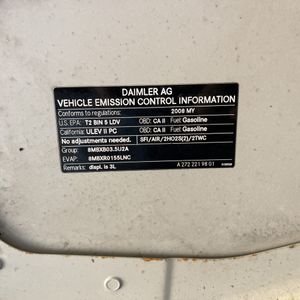 DAIMLER AG
VEHICLE EMISSION CONTROL INFORMATION
Conforms to regulations: 2008 MY
U.S. EPA: T2 BIN 5 LDV OBD: CA II Fuel: Gasoline
California: ULEV II PC OBD: CA II Fuel: Gasoline
No adjustments needed. SFI/AIR/2HO2S(2)/2TWC
Group: 8MBXB03.5U2A
EVAP: 8MBXR0155LNC
Remarks: displ. is 3L A 272 221 98 01